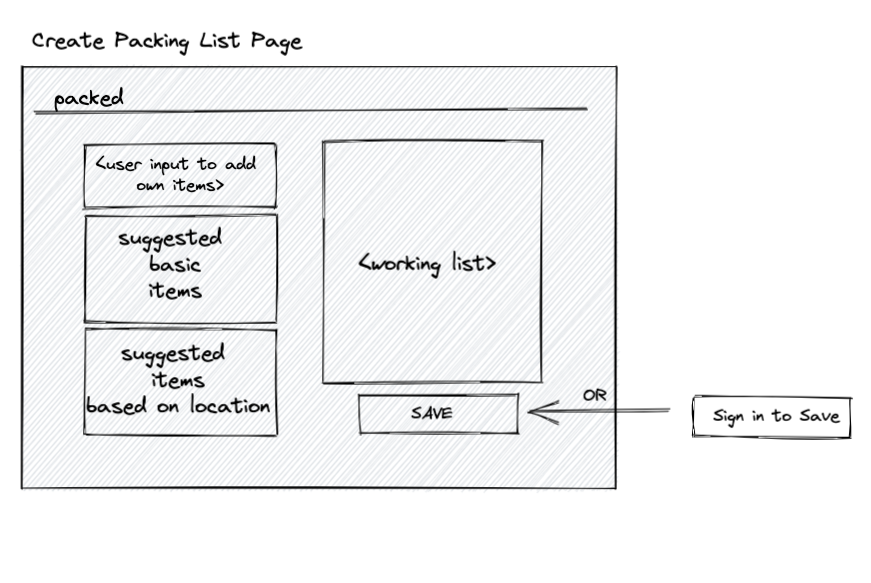 Create Packing List Page
packed
<user input to add
own items>
suggested
basic
items
suggested
items
based on location
<working list>
SAVE
OR
Sign in to Save